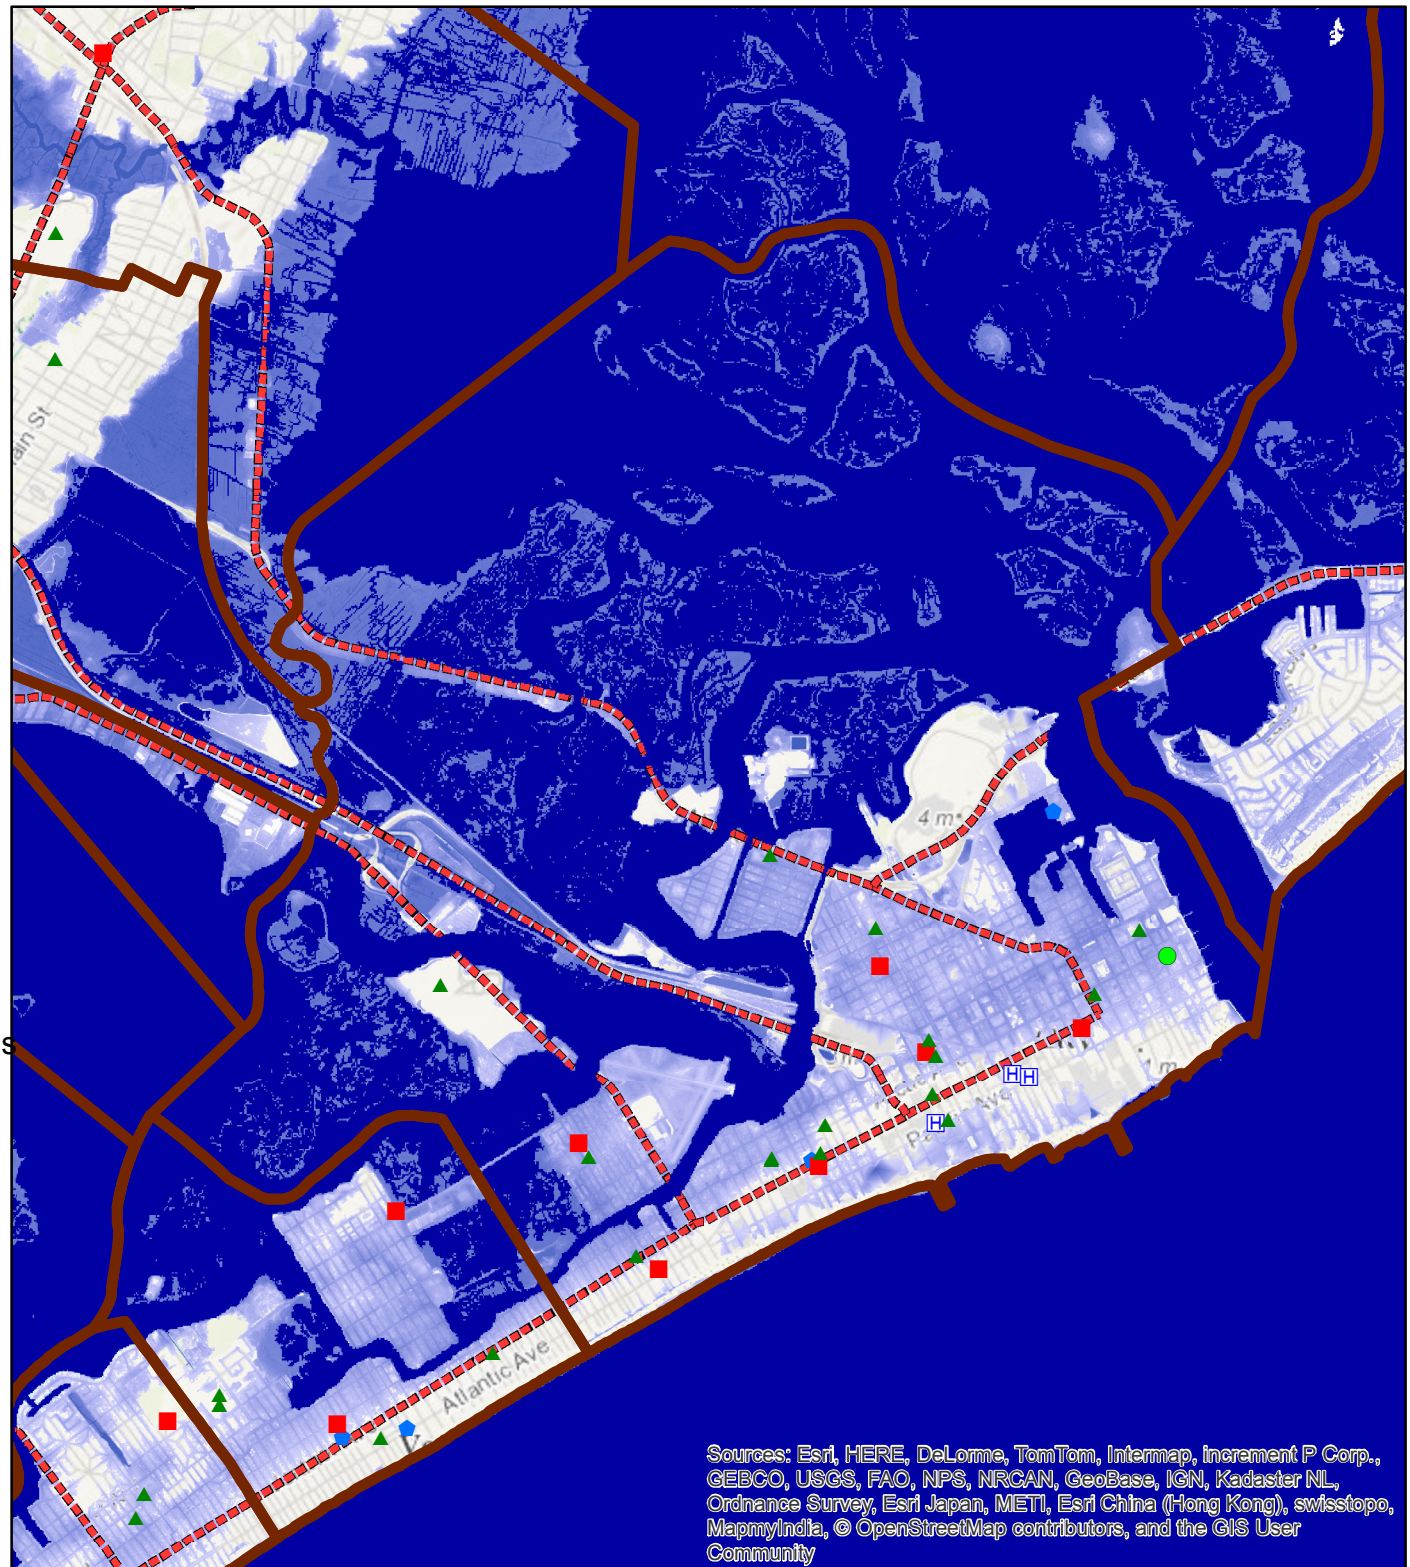 ain St
4 m
S
H H
1 m
H
Atlantic Ave
Sources: Esri, HERE, DeLorme, TomTom, Intermap, increment P Corp.,
GEBCO, USGS, FAO, NPS, NRCAN, GeoBase, IGN, Kadaster NL,
Ordnance Survey, Esri Japan, METI, Esri China (Hong Kong), swisstopo,
MapmyIndia, © OpenStreetMap contributors, and the GIS User
Community